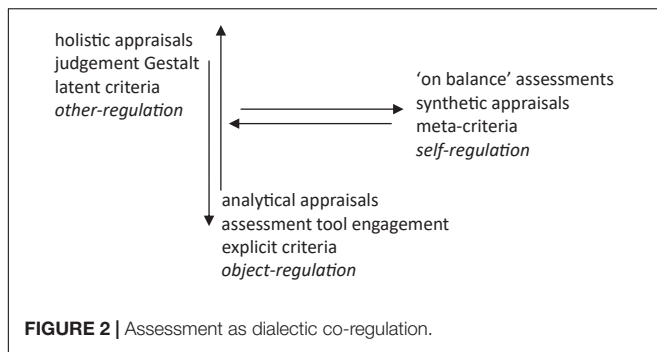 holistic appraisals
judgement Gestalt
latent criteria
other-regulation
‘on balance’ assessments
synthetic appraisals
meta-criteria
self-regulation
analytical appraisals
assessment tool engagement
explicit criteria
object-regulation
FIGURE 2 | Assessment as dialectic co-regulation.